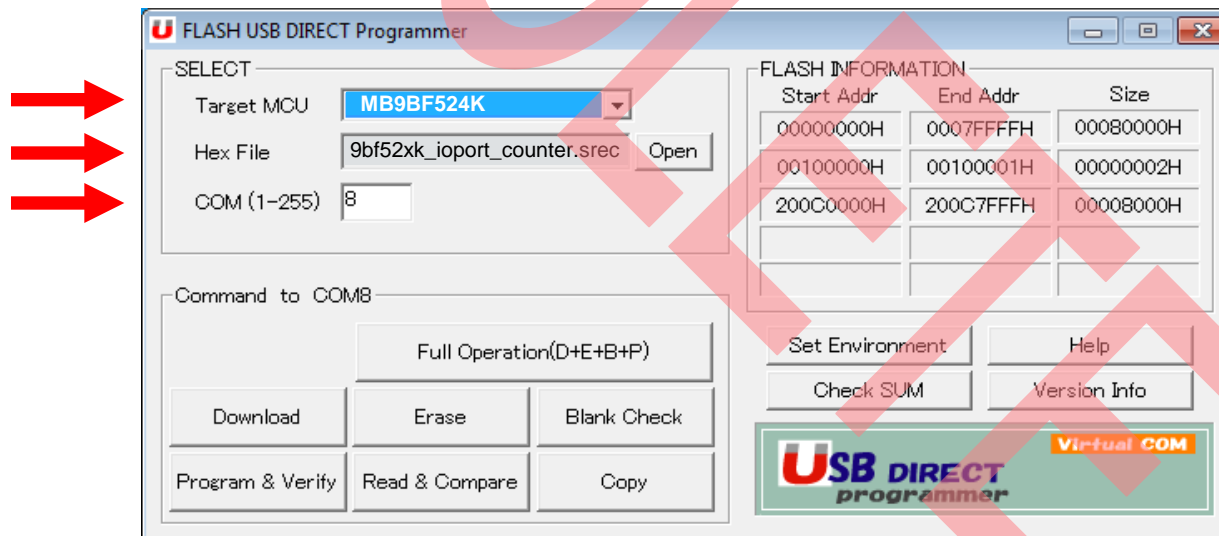 FLASH USB DIRECT Programmer
SELECT
Target MCU MB9BF524K
Hex File 9bf52xk_ioport_counter.srec Open
COM (1-255) 8
FLASH INFORMATION
Start Addr End Addr Size
00000000H 0007FFFFH 00080000H
00100000H 00100001H 00000002H
200C0000H 200C7FFFH 00008000H
Command to COM8
Full Operation(D+E+B+P)
Download Erase Blank Check
Program & Verify Read & Compare Copy
Set Environment Help
Check SUM Version Info
Virtual COM
USB DIRECT
programmer